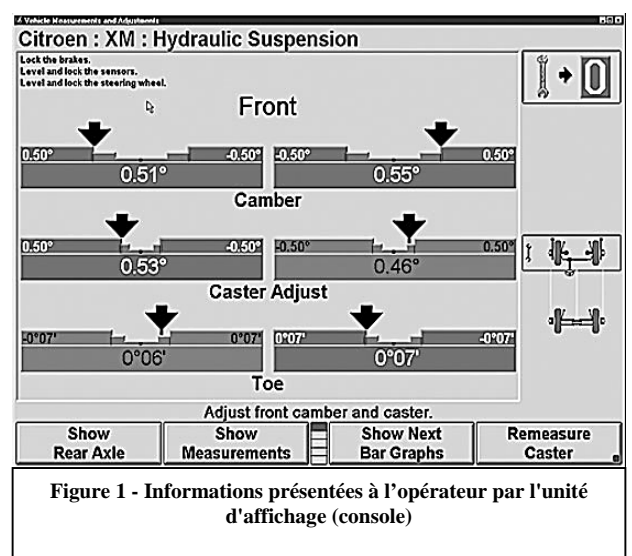 Vehicle Measurements and Adjustments
Citroen : XM : Hydraulic Suspension
Lock the brakes.
Level and lock the sensors.
Level and lock the steering wheel.
Front
0.50° -0.50° -0.50° 0.50°
0.51° 0.55°
Camber
0.50° -0.50° -0.50° 0.50°
0.53° 0.46°
Caster Adjust
-0°07' 0°07' 0°07' -0°07'
0°06' 0°07'
Toe
Adjust front camber and caster.
Show Rear Axle
Show Measurements
Show Next Bar Graphs
Remeasure Caster
0
Figure 1 - Informations présentées à l'opérateur par l'unité
d'affichage (console)